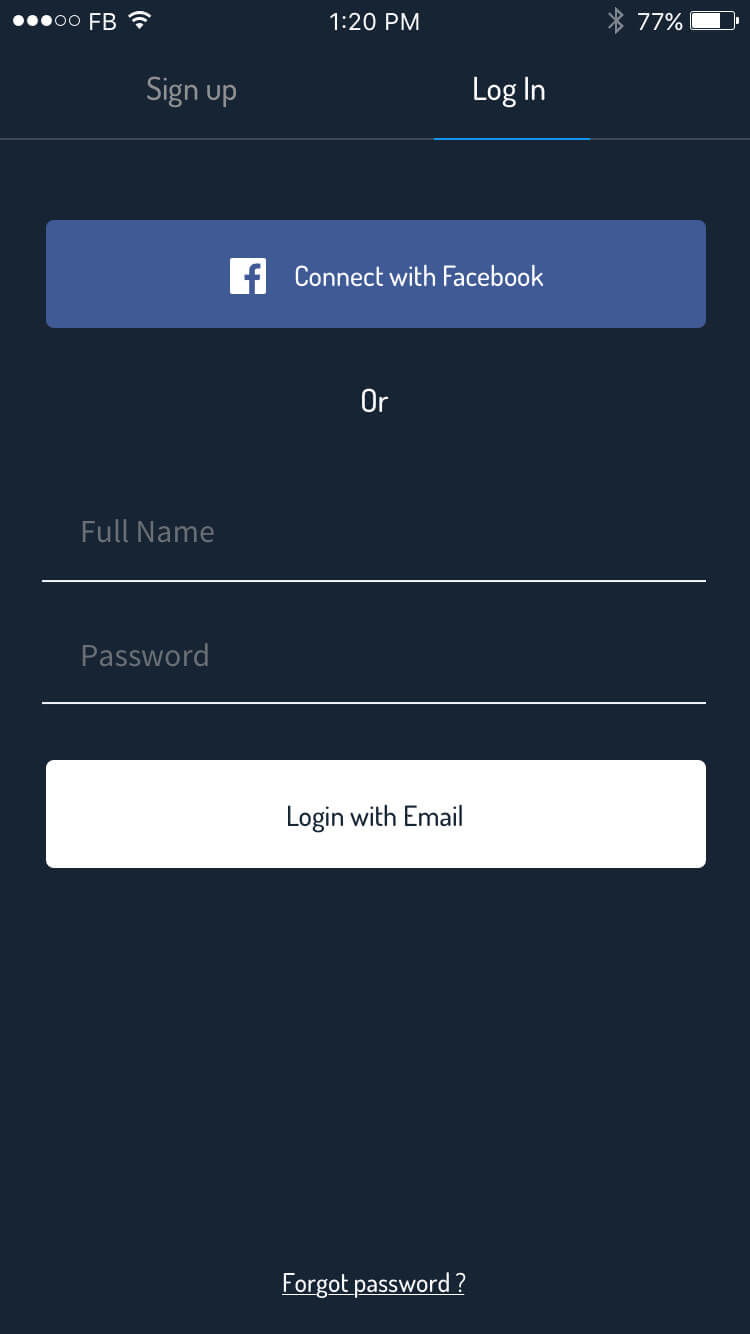 FB 1:20 PM 77%
Sign up Log In
Connect with Facebook
Or
Full Name
Password
Login with Email
Forgot password ?